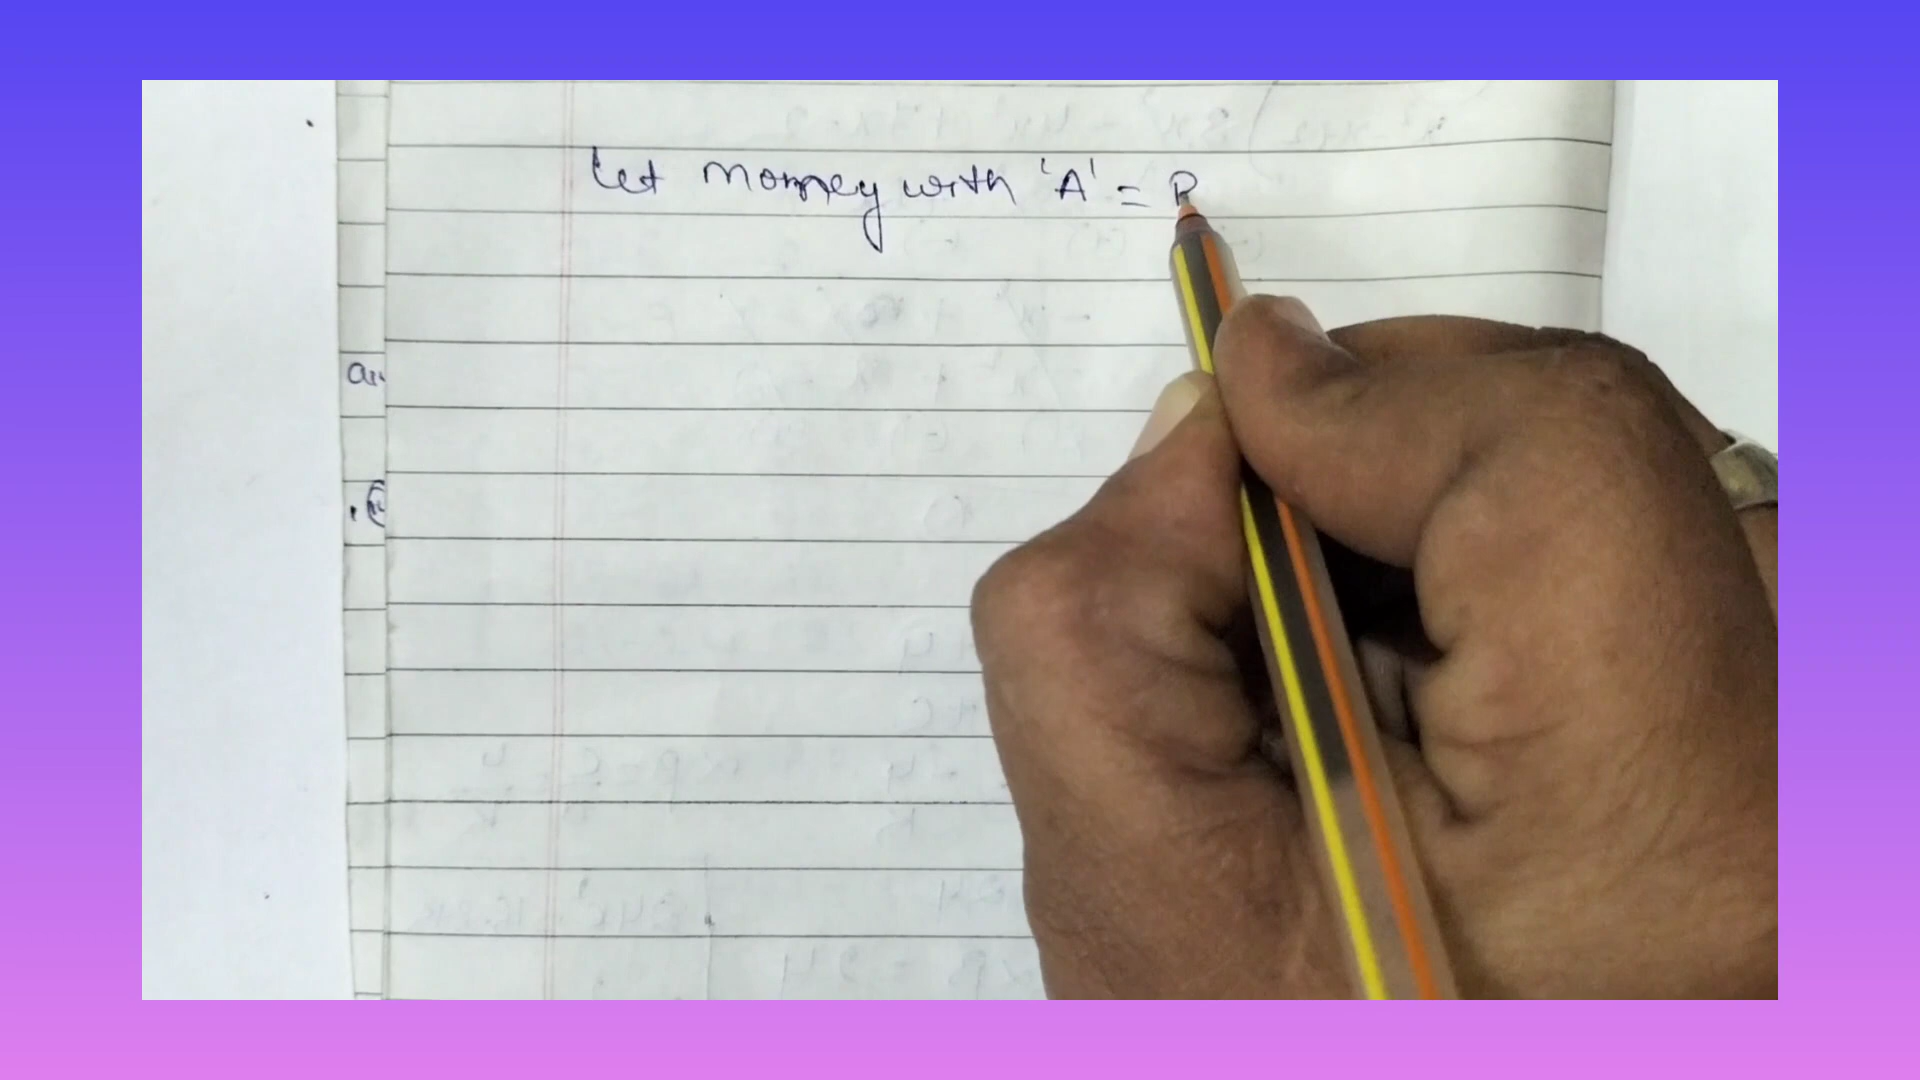 Let Money with 'A' = R